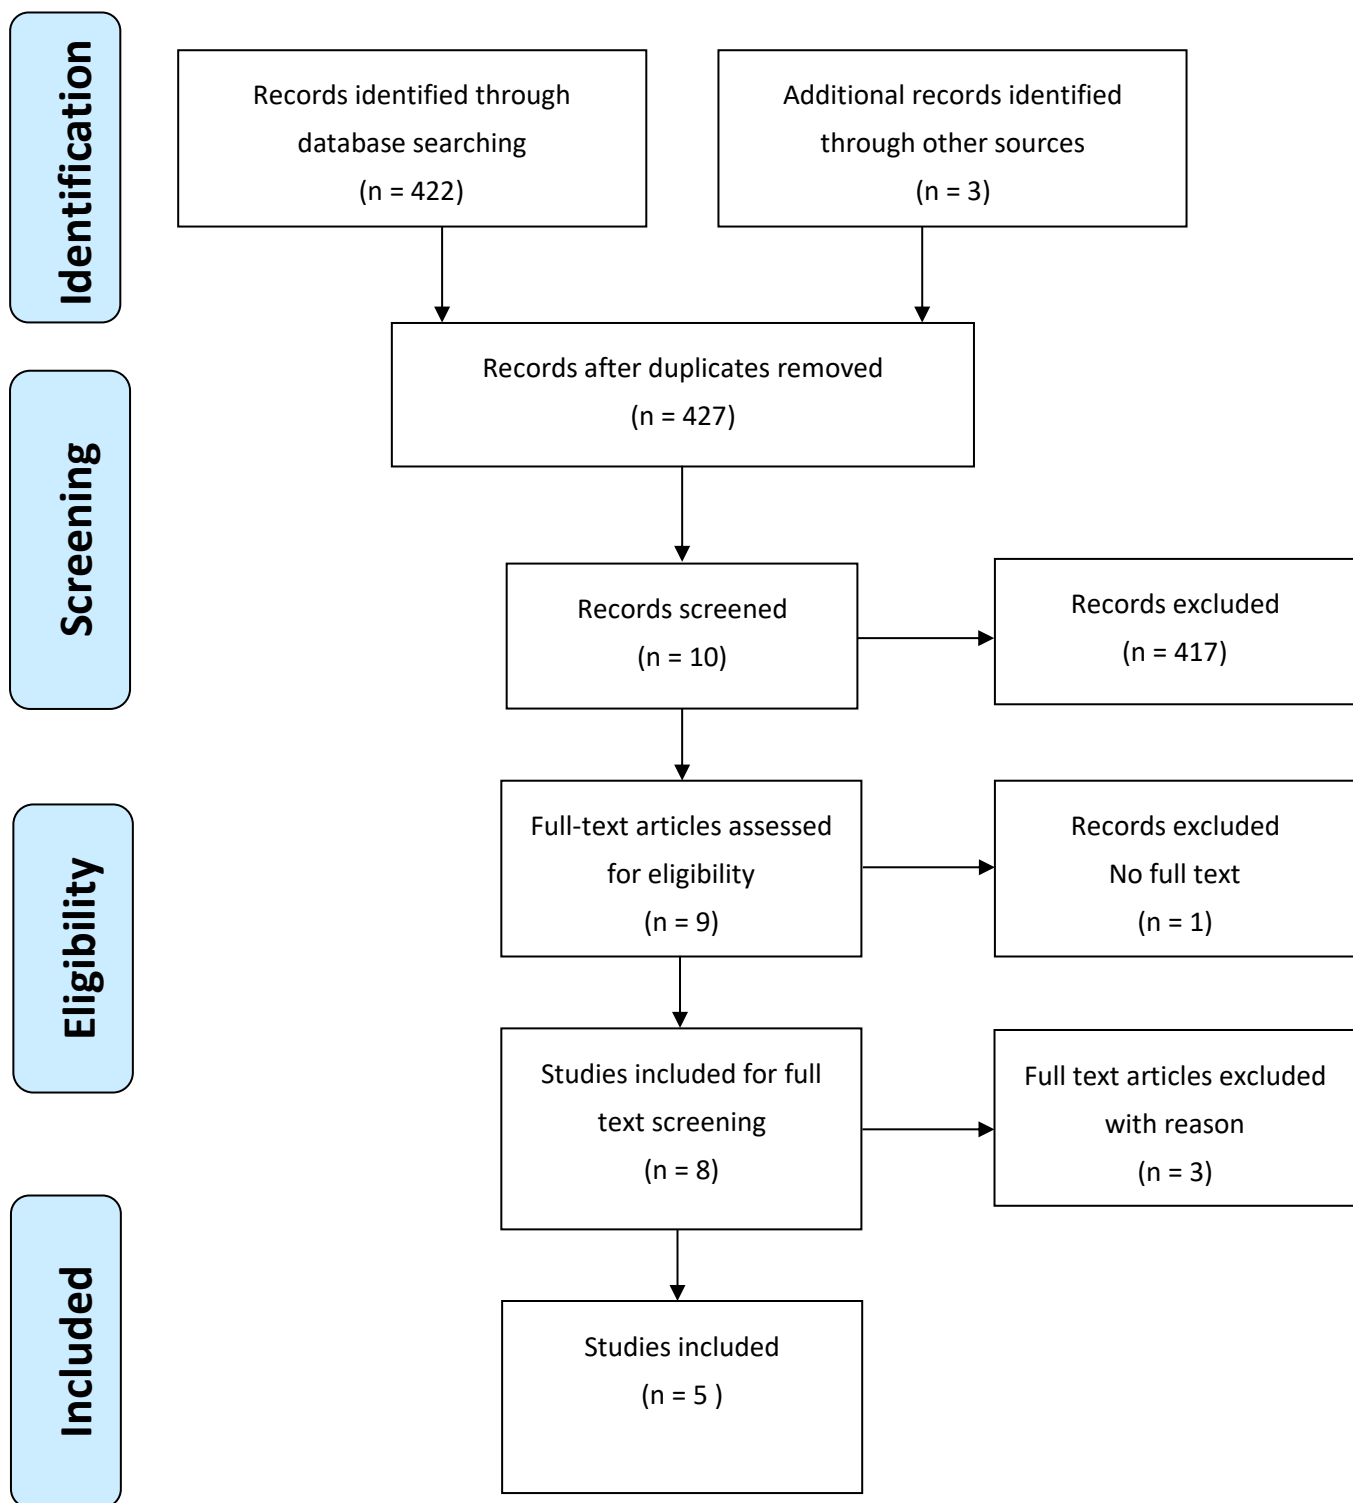 Identification
Records identified through
database searching
(n = 422)
Additional records identified
through other sources
(n = 3)
Records after duplicates removed
(n = 427)
Screening
Records screened
(n = 10)
Records excluded
(n = 417)
Eligibility
Full-text articles assessed
for eligibility
(n = 9)
Records excluded
No full text
(n = 1)
Studies included for full
text screening
(n = 8)
Full text articles excluded
with reason
(n = 3)
Included
Studies included
(n = 5 )